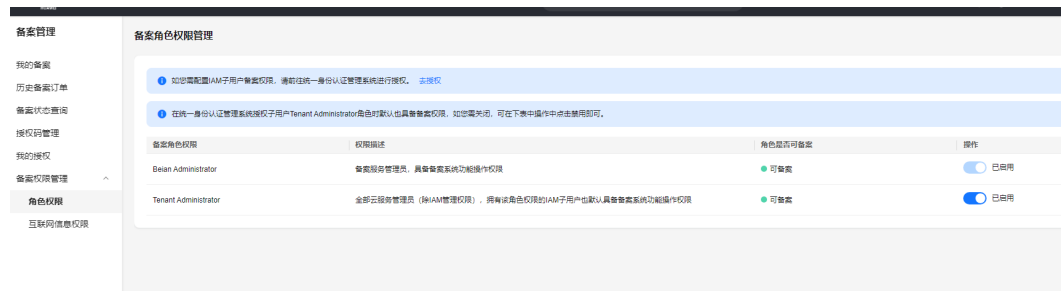 备案管理
备案角色权限管理
我的备案
历史备案订单
备案状态查询
授权码管理
我的授权
备案权限管理
角色权限
互联网信息权限
如您需配置IAM子用户备案权限，请前往统一身份认证管理系统进行授权。 去授权
在统一身份认证管理系统授权子用户Tenant Administrator角色时默认也具备备案权限，如您需关闭，可在下表中操作中点击禁用即可。
备案角色权限 权限描述 角色是否可备案 操作
Beian Administrator 备案服务管理员，具备备案系统功能操作权限 可备案 已启用
Tenant Administrator 全部云服务管理员（除IAM管理权限），拥有该角色权限的IAM子用户也默认具备备案系统功能操作权限 可备案 已启用